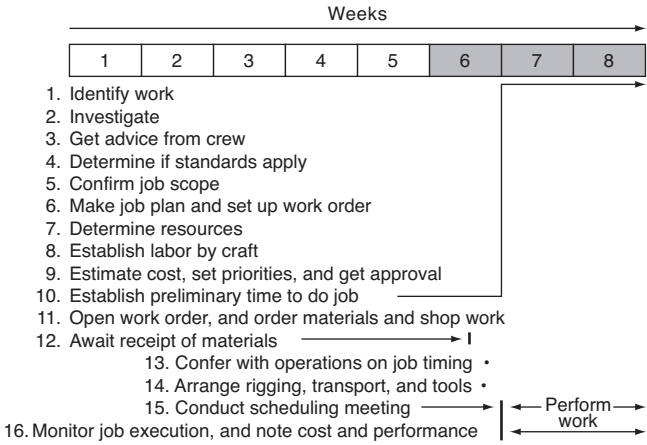 Weeks
1 2 3 4 5 6 7 8
1. Identify work
2. Investigate
3. Get advice from crew
4. Determine if standards apply
5. Confirm job scope
6. Make job plan and set up work order
7. Determine resources
8. Establish labor by craft
9. Estimate cost, set priorities, and get approval
10. Establish preliminary time to do job
11. Open work order, and order materials and shop work
12. Await receipt of materials
13. Confer with operations on job timing •
14. Arrange rigging, transport, and tools •
15. Conduct scheduling meeting
Perform
work
16. Monitor job execution, and note cost and performance